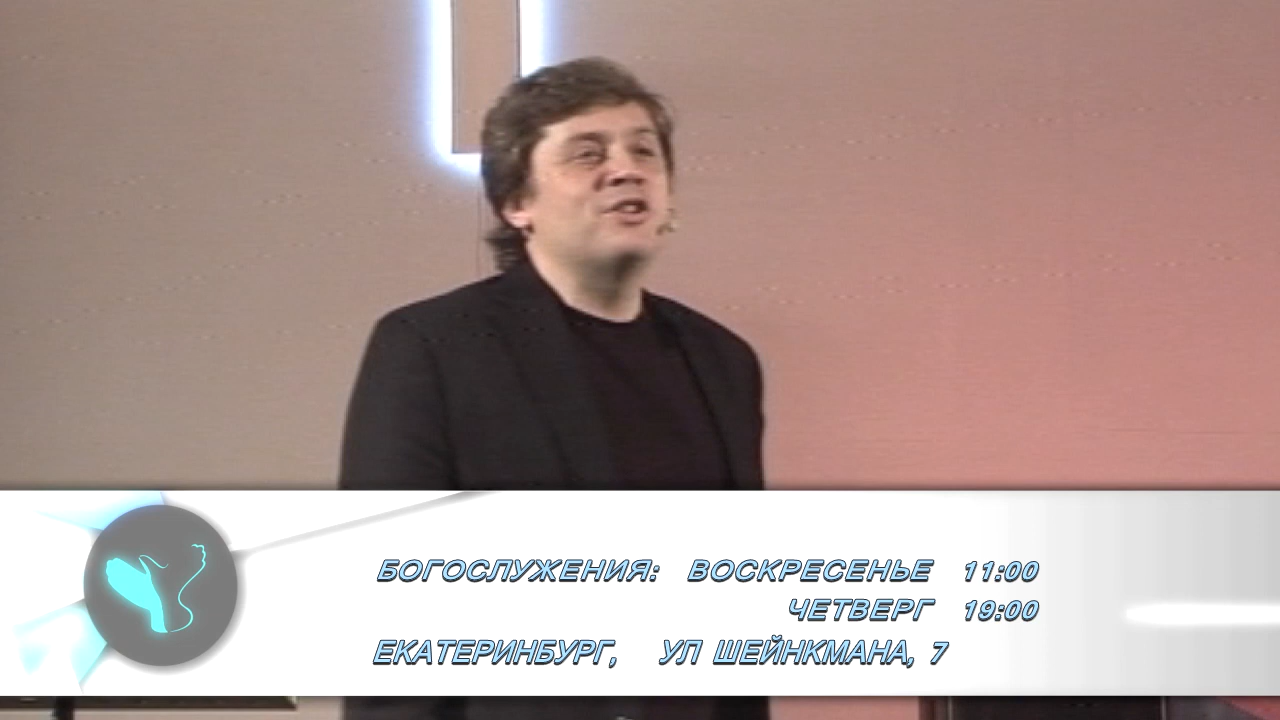 БОГОСЛУЖЕНИЯ: ВОСКРЕСЕНЬЕ 11:00
ЧЕТВЕРГ 19:00
ЕКАТЕРИНБУРГ, УЛ ШЕЙНКМАНА, 7